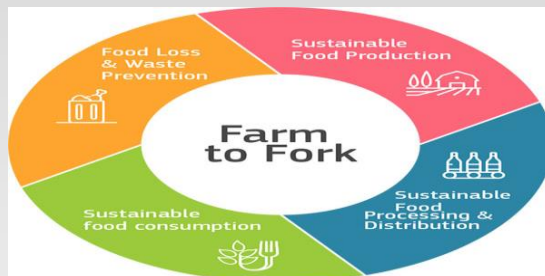 Food Loss
& Waste
Prevention
Sustainable
Food Production
Farm
to Fork
Sustainable
food consumption
Sustainable
Food
Processing &
Distribution